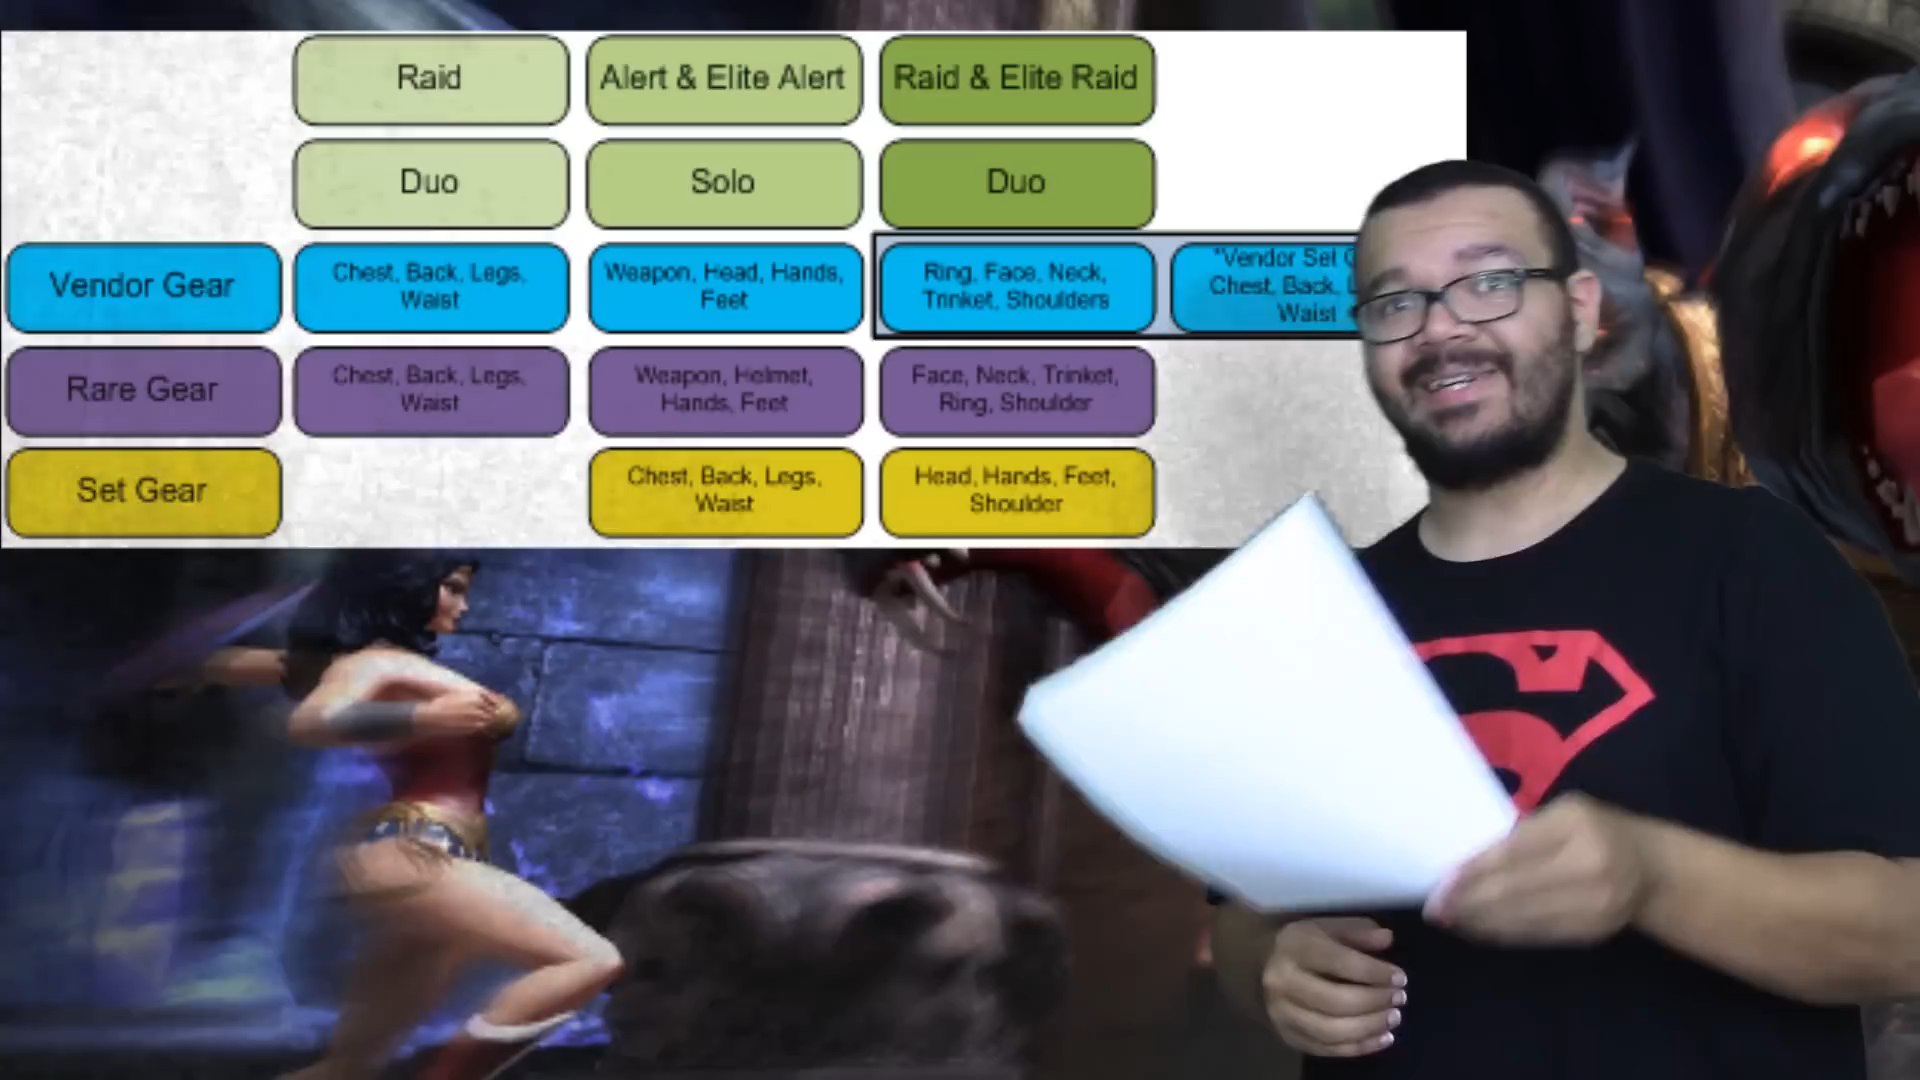 Raid
Alert & Elite Alert
Raid & Elite Raid
Duo
Solo
Duo
Vendor Gear
Chest, Back, Legs,
Waist
Weapon, Head, Hands,
Feet
Ring, Face, Neck,
Trinket, Shoulders
"Vendor Set
Chest, Back,
Waist
Rare Gear
Chest, Back, Legs,
Waist
Weapon, Helmet,
Hands, Feet
Face, Neck, Trinket,
Ring, Shoulder
Set Gear
Chest, Back, Legs,
Waist
Head, Hands, Feet,
Shoulder